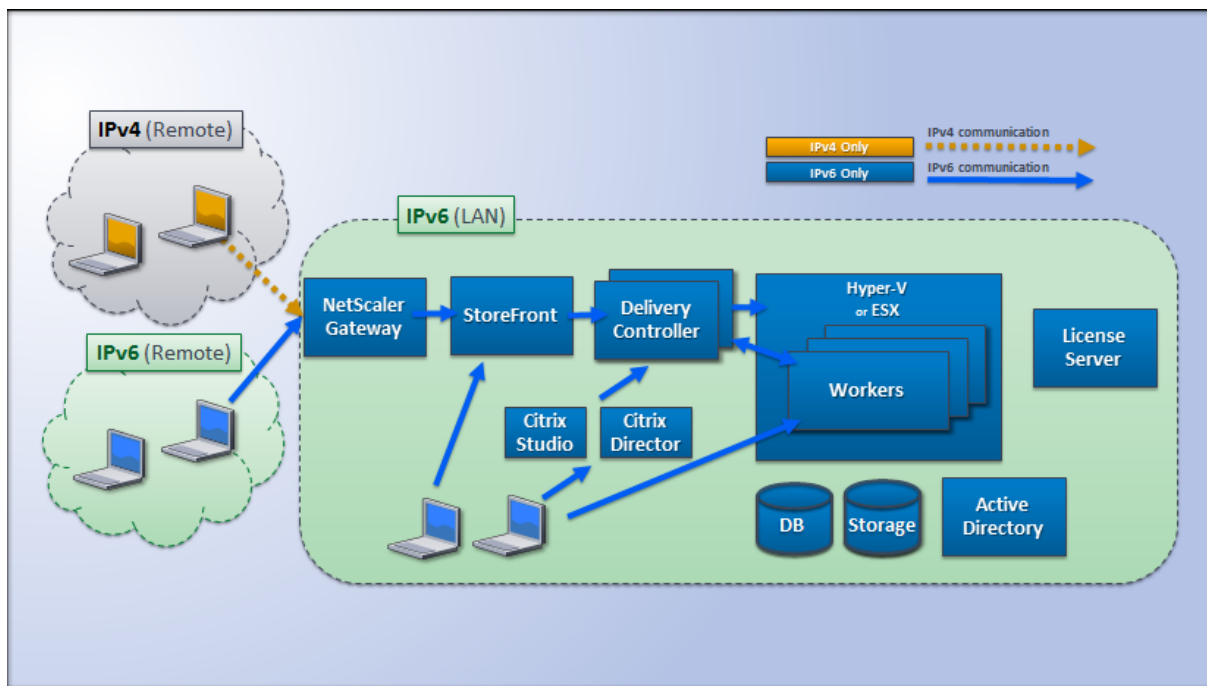 IPv4 (Remote)
IPv4 communication
IPv4 Only
IPv6 communication
IPv6 Only
IPv6 (LAN)
NetScaler
Gateway
StoreFront
Delivery
Controller
Hyper-V
or ESX
License
Server
IPv6 (Remote)
Workers
Citrix
Studio
Citrix
Director
DB
Storage
Active
Directory